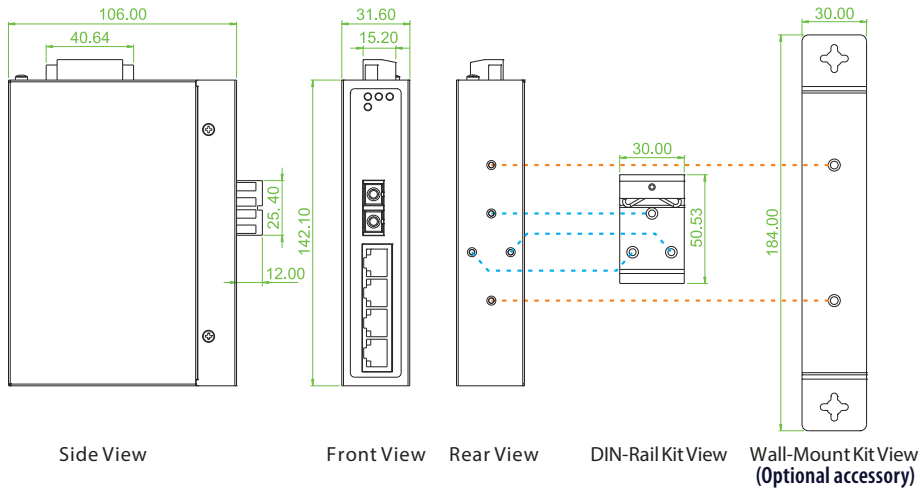 106.00
31.60
30.00
40.64
15.20
30.00
25.40
142.10
50.53
184.00
12.00
Side View
Front View
Rear View
DIN-Rail Kit View
Wall-Mount Kit View
(Optional accessory)